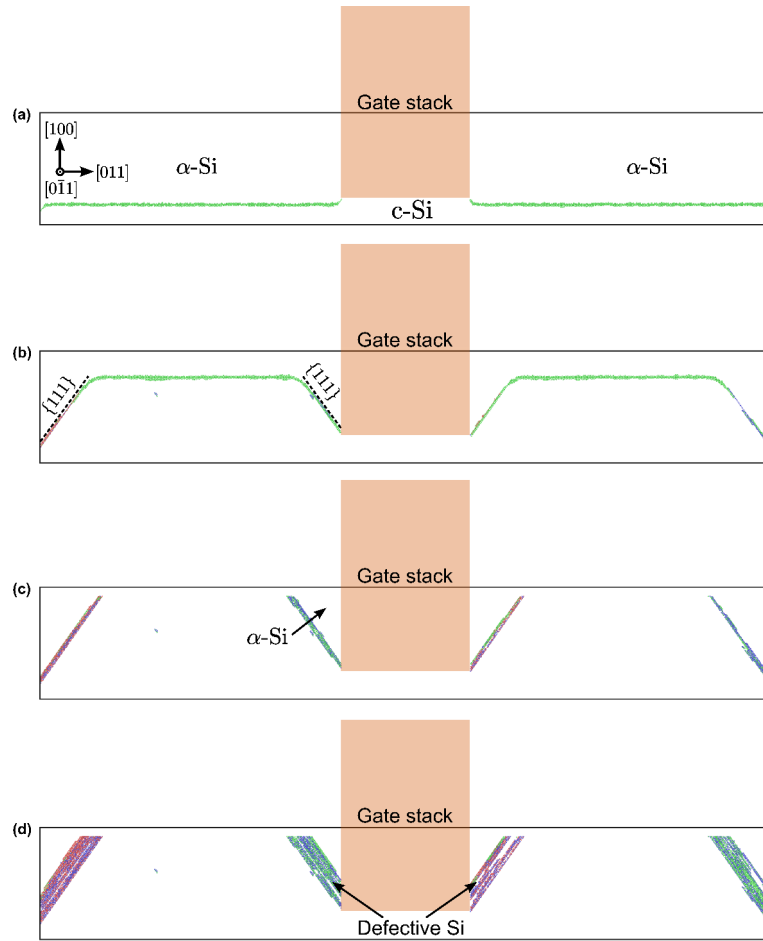 Gate stack
(a)
[100]
[011]
[01̄1]
α-Si
α-Si
c-Si
Gate stack
(b)
{111}
{111}
Gate stack
(c)
α-Si
Gate stack
(d)
Defective Si